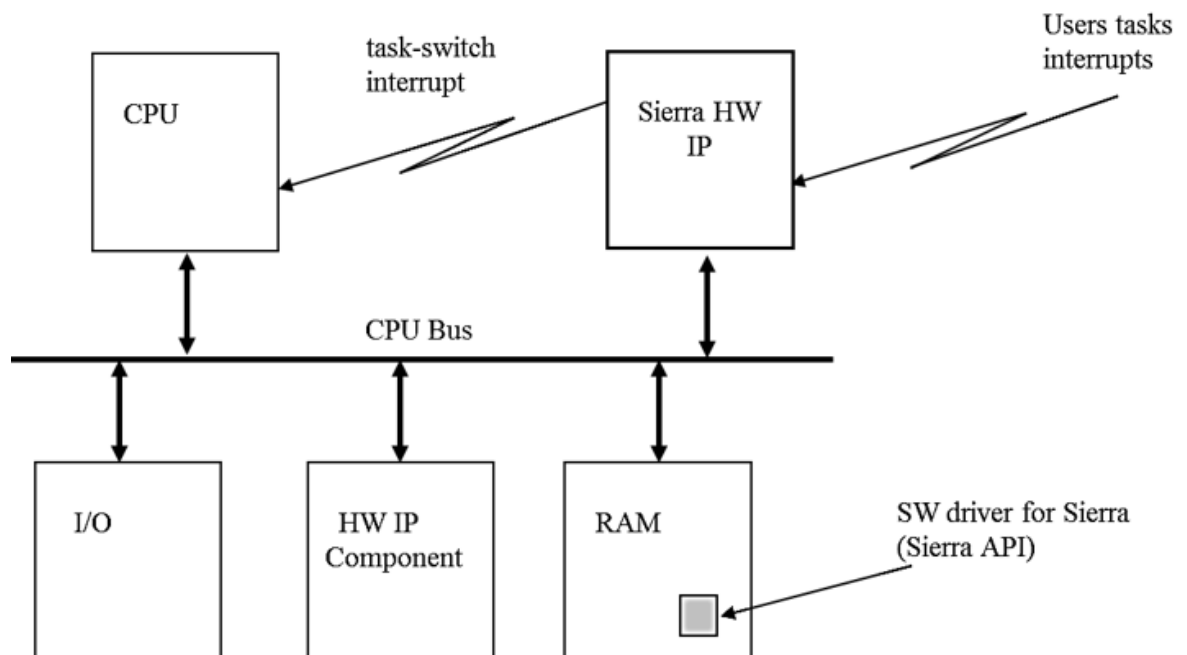 task-switch
interrupt
Users tasks
interrupts
CPU
Sierra HW
IP
CPU Bus
I/O
HW IP
Component
RAM
SW driver for Sierra
(Sierra API)